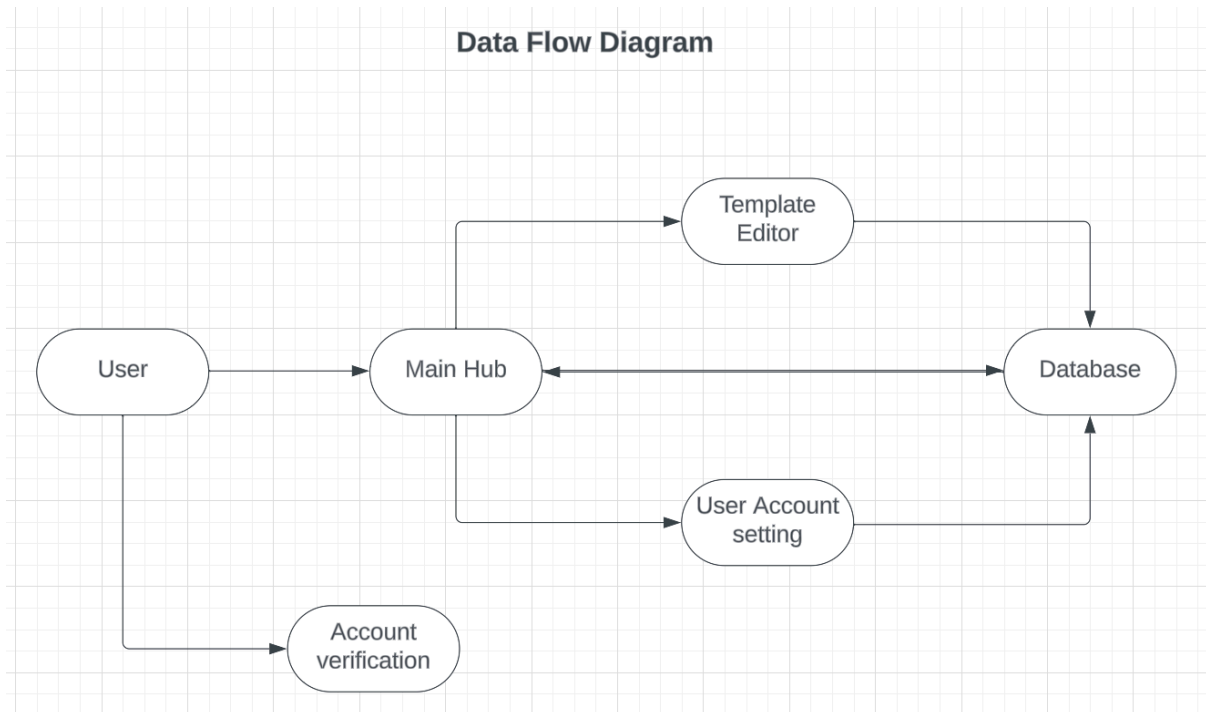 Data Flow Diagram
Template
Editor
User
Main Hub
Database
User Account
setting
Account
verification